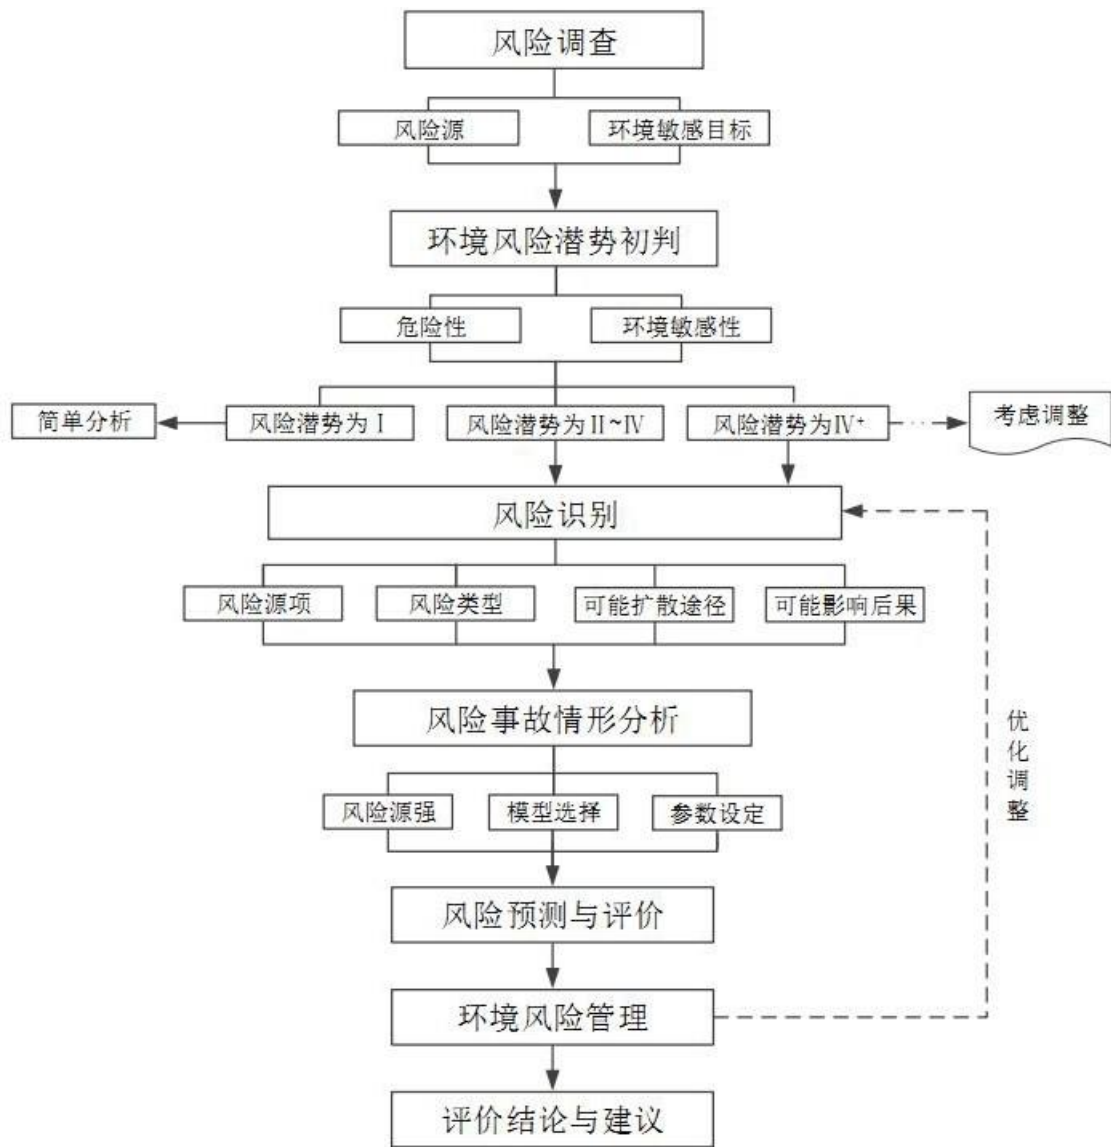 风险调查
风险源
环境敏感目标
环境风险潜势初判
危险性
环境敏感性
简单分析
风险潜势为Ⅰ
风险潜势为Ⅱ~Ⅳ
风险潜势为Ⅳ⁺
考虑调整
风险识别
风险源项
风险类型
可能扩散途径
可能影响后果
风险事故情形分析
优化调整
风险源强
模型选择
参数设定
风险预测与评价
环境风险管理
评价结论与建议